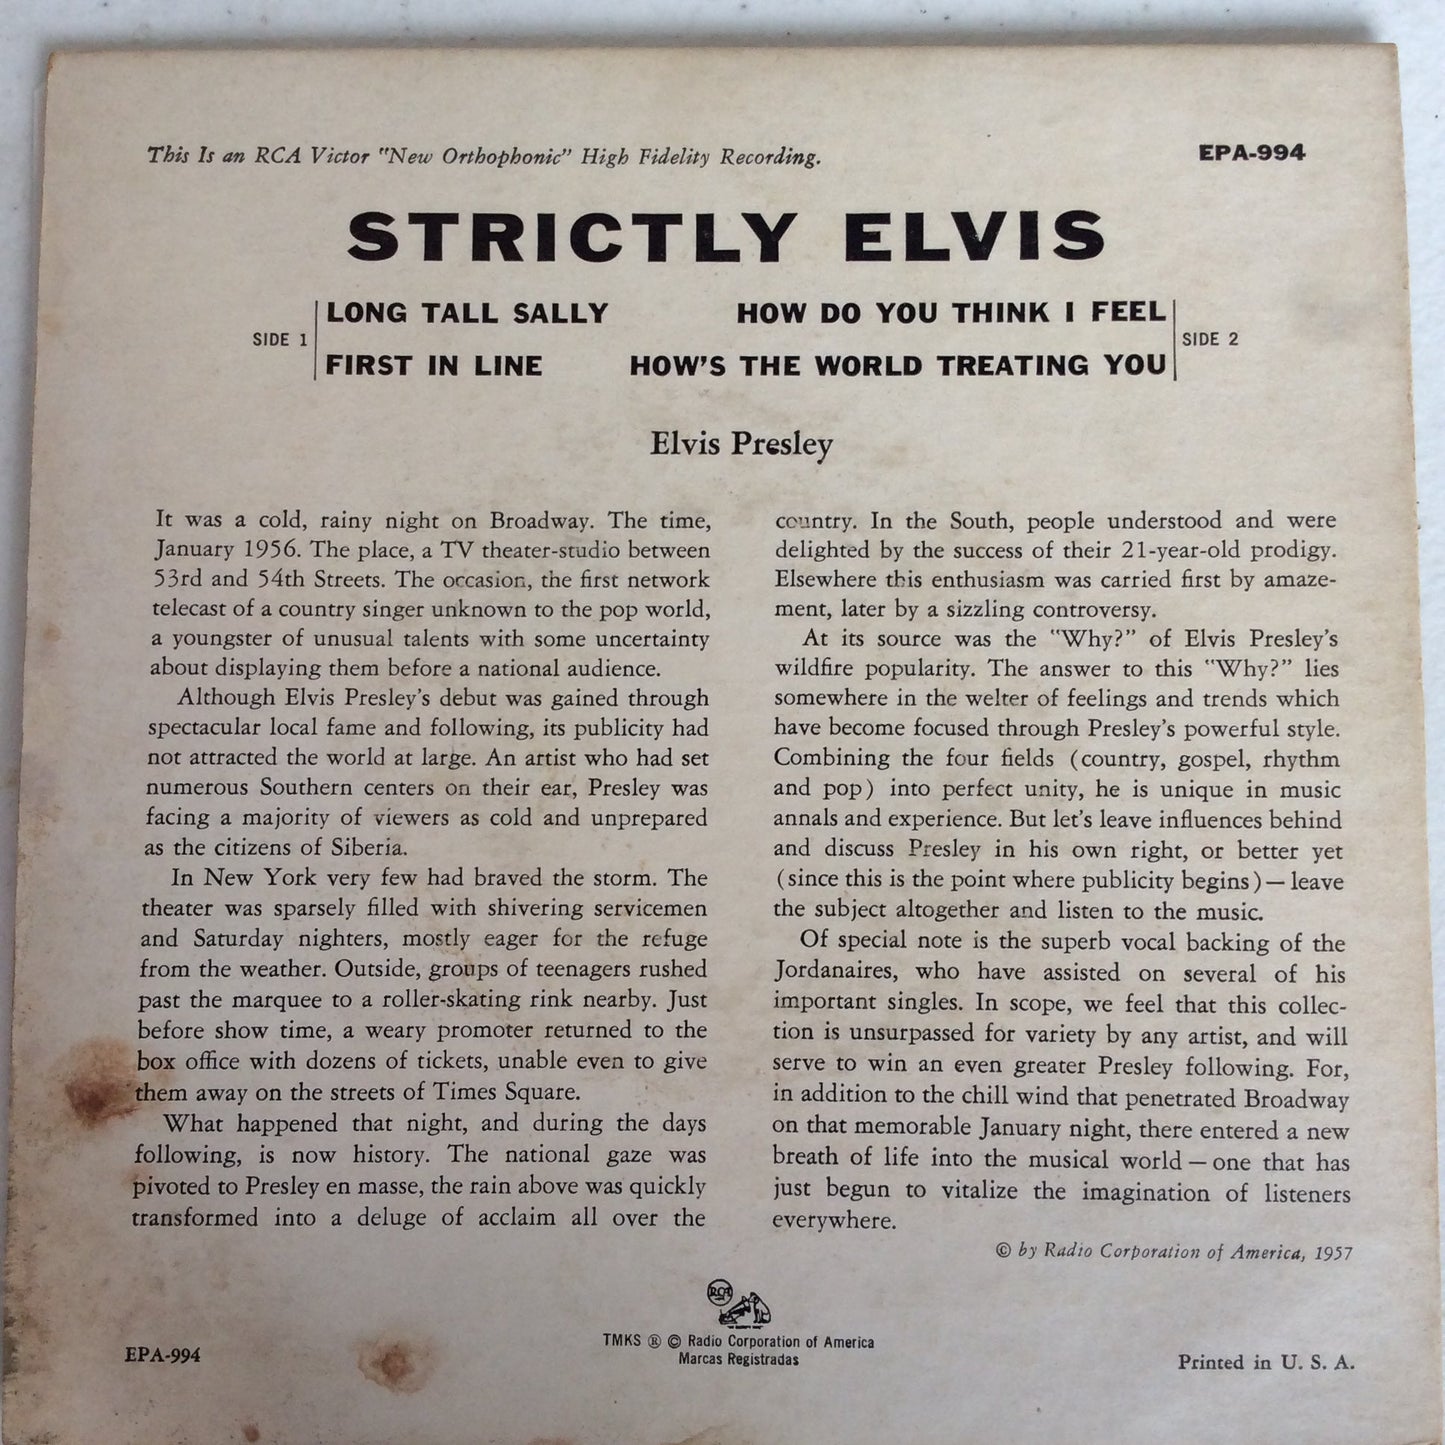 This Is an RCA Victor "New Orthophonic" High Fidelity Recording.
EPA-994
STRICTLY ELVIS
SIDE 1
LONG TALL SALLY
FIRST IN LINE
HOW DO YOU THINK I FEEL
HOW'S THE WORLD TREATING YOU
SIDE 2
Elvis Presley
It was a cold, rainy night on Broadway. The time,
January 1956. The place, a TV theater-studio between
53rd and 54th Streets. The occasion, the first network
telecast of a country singer unknown to the pop world,
a youngster of unusual talents with some uncertainty
about displaying them before a national audience.
Although Elvis Presley's debut was gained through
spectacular local fame and following, its publicity had
not attracted the world at large. An artist who had set
numerous Southern centers on their ear, Presley was
facing a majority of viewers as cold and unprepared
as the citizens of Siberia.
In New York very few had braved the storm. The
theater was sparsely filled with shivering servicemen
and Saturday nighters, mostly eager for the refuge
from the weather. Outside, groups of teenagers rushed
past the marquee to a roller-skating rink nearby. Just
before show time, a weary promoter returned to the
box office with dozens of tickets, unable even to give
them away on the streets of Times Square.
What happened that night, and during the days
following, is now history. The national gaze was
pivoted to Presley en masse, the rain above was quickly
transformed into a deluge of acclaim all over the
country. In the South, people understood and were
delighted by the success of their 21-year-old prodigy.
Elsewhere this enthusiasm was carried first by amaze-
ment, later by a sizzling controversy.
At its source was the "Why?" of Elvis Presley's
wildfire popularity. The answer to this "Why?" lies
somewhere in the welter of feelings and trends which
have become focused through Presley's powerful style.
Combining the four fields (country, gospel, rhythm
and pop) into perfect unity, he is unique in music
annals and experience. But let's leave influences behind
and discuss Presley in his own right, or better yet
(since this is the point where publicity begins) — leave
the subject altogether and listen to the music.
Of special note is the superb vocal backing of the
Jordanaires, who have assisted on several of his
important singles. In scope, we feel that this collec-
tion is unsurpassed for variety by any artist, and will
serve to win an even greater Presley following. For,
in addition to the chill wind that penetrated Broadway
on that memorable January night, there entered a new
breath of life into the musical world — one that has
just begun to vitalize the imagination of listeners
everywhere.
© by Radio Corporation of America, 1957
RCA
TMKS ® © Radio Corporation of America
Marcas Registradas
EPA-994
Printed in U. S. A.